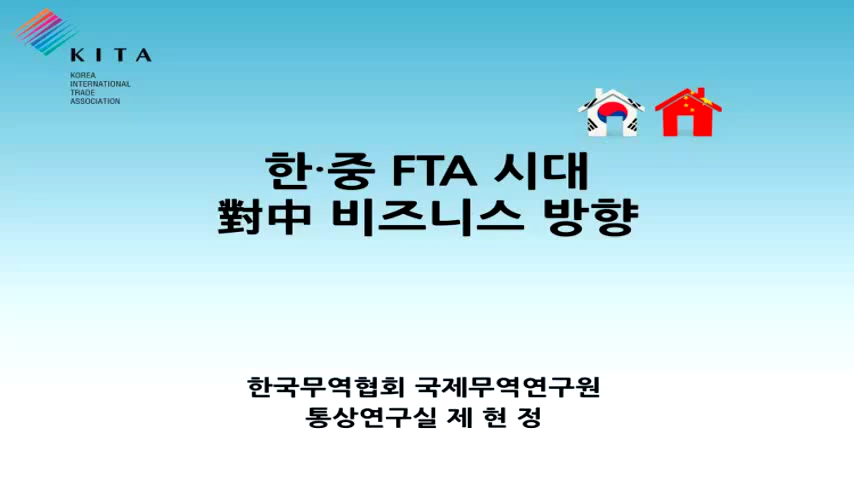 KITA
KOREA
INTERNATIONAL
TRADE
ASSOCIATION
한·중 FTA 시대
對中 비즈니스 방향
한국무역협회 국제무역연구원
통상연구실 제 현 정